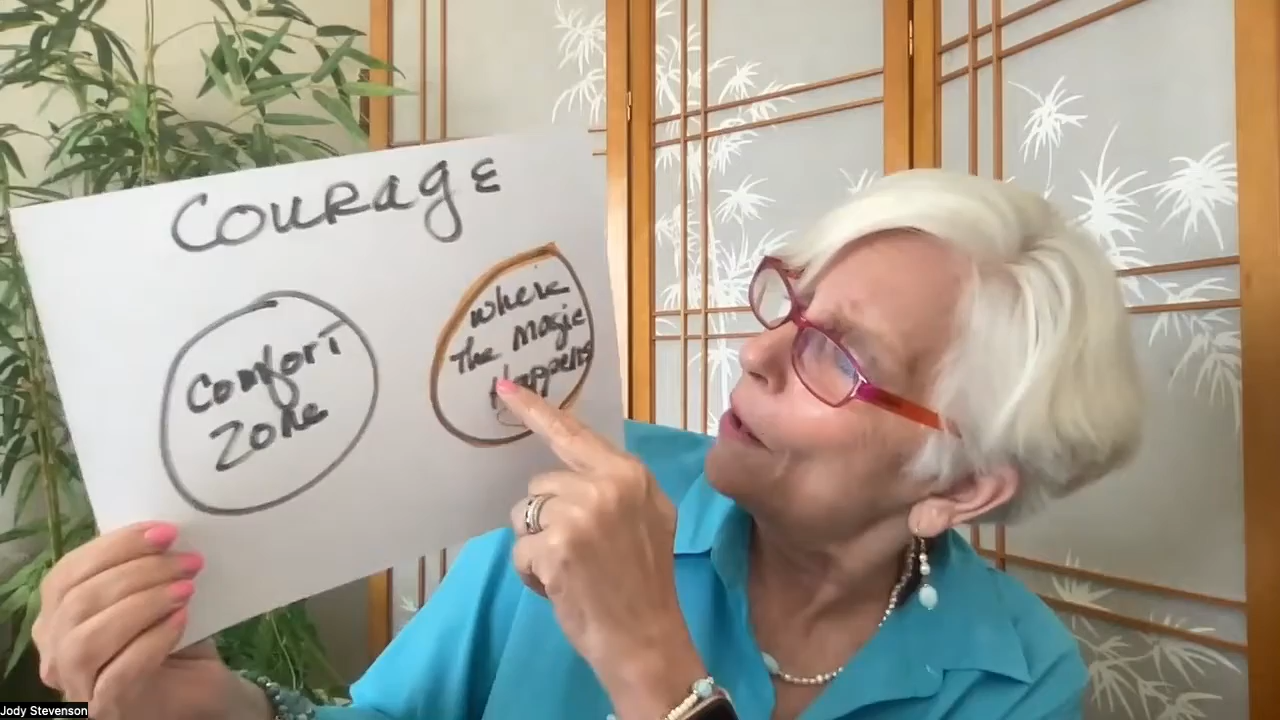 Courage
Comfort
Zone
Where
The Magic
Happens
Jody Stevenson